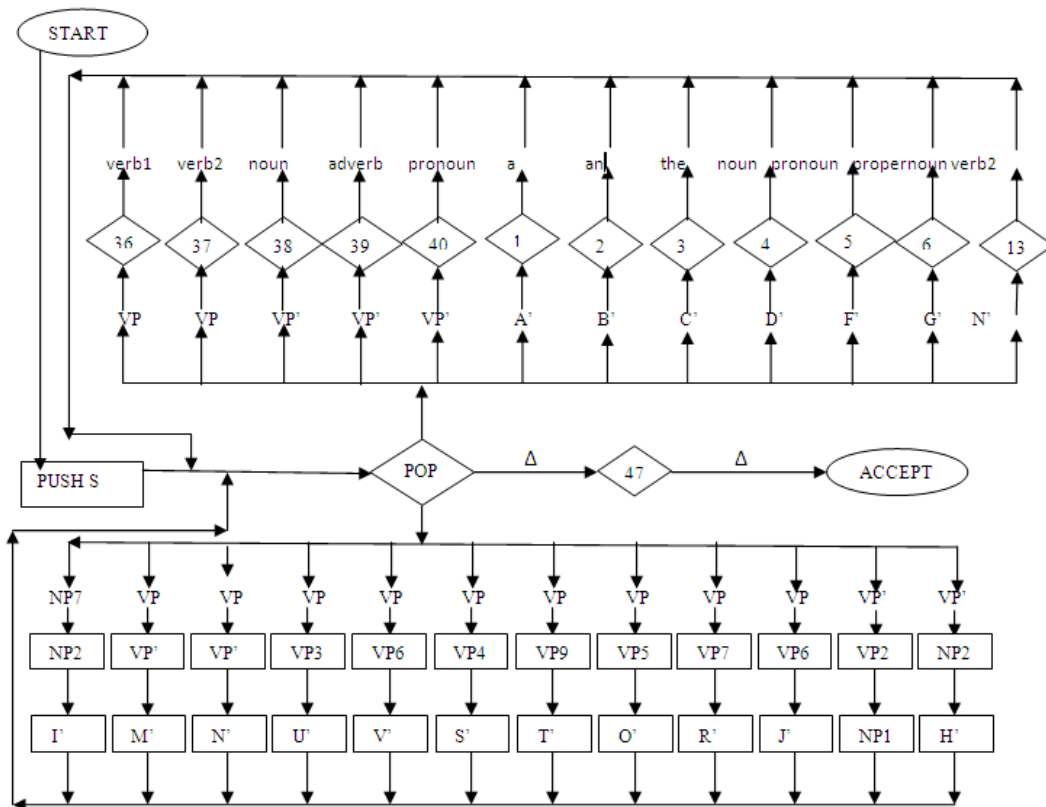 START
verb1 verb2 noun adverb pronoun a an the noun pronoun propernoun verb2
36 37 38 39 40 1 2 3 4 5 6 13
VP VP VP’ VP’ VP’ A’ B’ C’ D’ F’ G’ N’
PUSH S POP Δ 47 Δ ACCEPT
NP7 VP VP VP VP VP VP VP VP VP VP’ VP’
NP2 VP’ VP’ VP3 VP6 VP4 VP9 VP5 VP7 VP6 VP2 NP2
I’ M’ N’ U’ V’ S’ T’ O’ R’ J’ NP1 H’